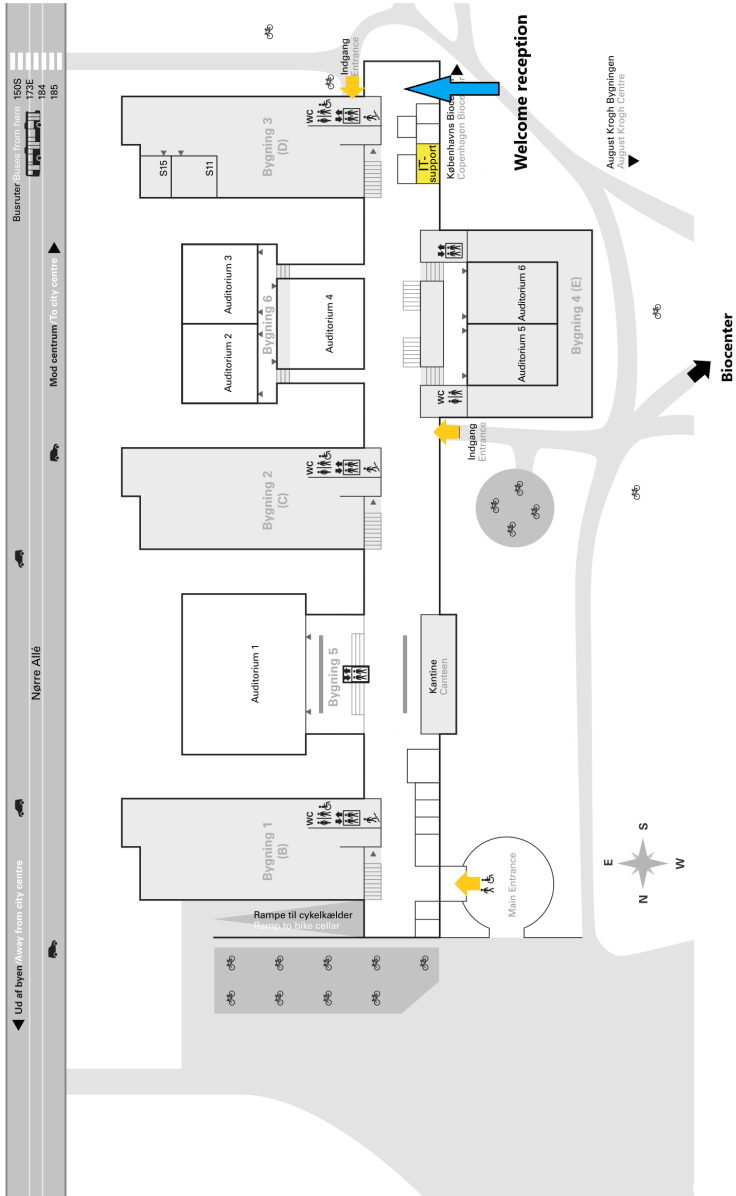 Busruter Buses from here
150S
173E
184
185
Mod centrum/To city centre
Nørre Allé
Ud af byen/Away from city centre
Indgang
Entrance
WC
Bygning 3
(D)
S15
S11
Københavns Biocenter
Copenhagen Biocenter
IT-
support
Welcome reception
August Krogh Bygningen
August Krogh Centre
Auditorium 3
Auditorium 2
Bygning 6
Auditorium 4
Auditorium 6
Auditorium 5
Bygning 4 (E)
WC
Indgang
Entrance
Biocenter
WC
Bygning 2
(C)
Auditorium 1
Bygning 5
Kantine
Canteen
WC
Bygning 1
(B)
Rampe til cykelkælder
Ramp to bike cellar
Main Entrance
E
N
S
W